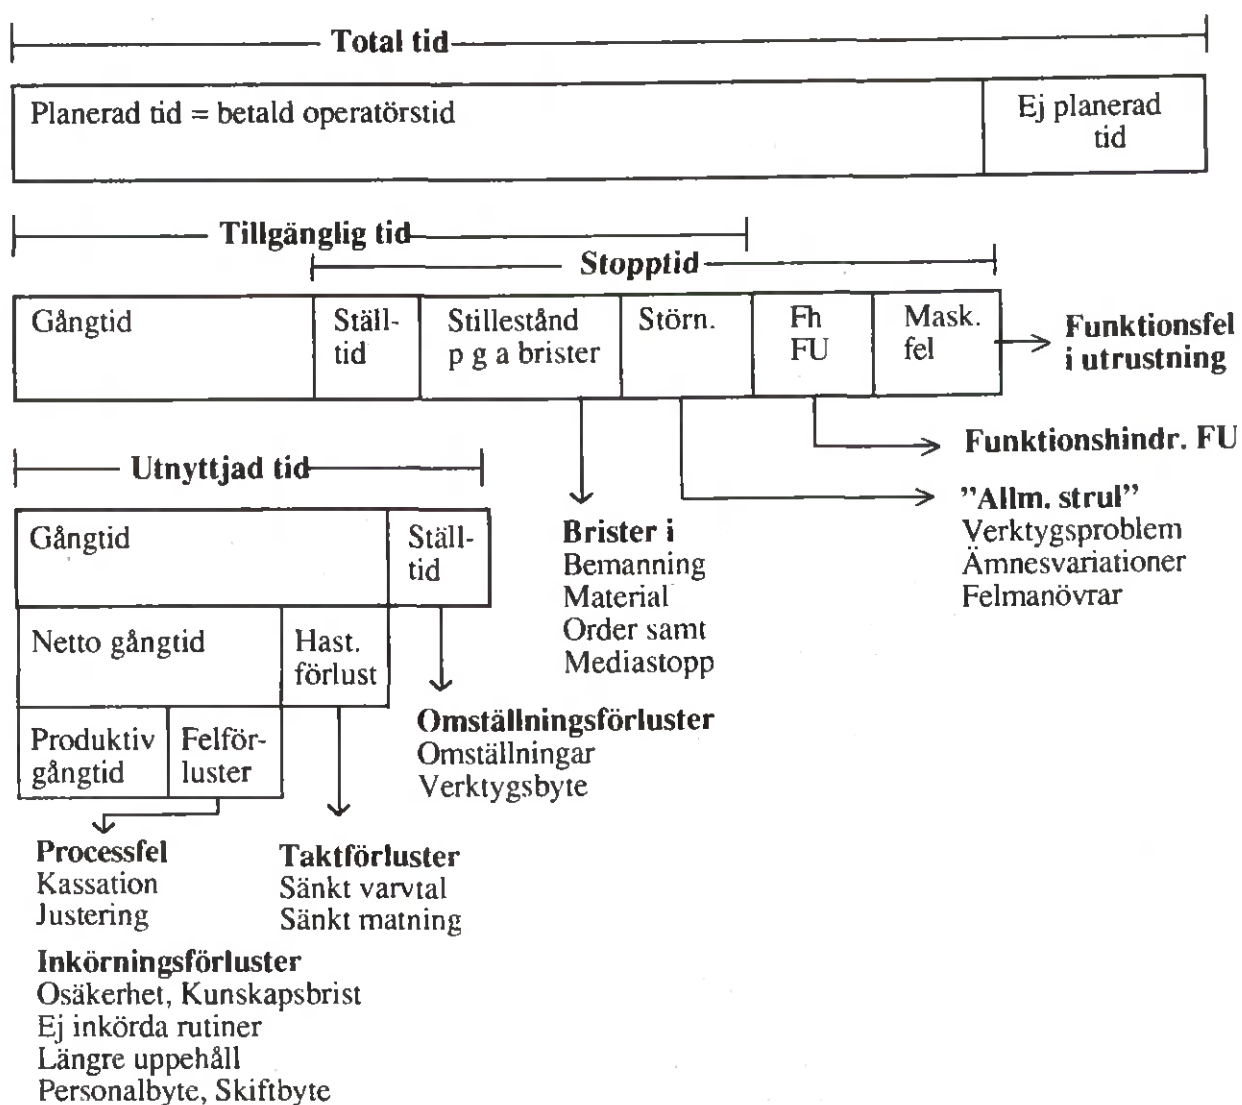 Total tid
Planerad tid = betald operatörstid
Ej planerad
tid
Tillgänglig tid
Stopptid
Gångtid
Ställ-
tid
Stillestånd
p g a brister
Störn.
Fh
FU
Mask.
fel
Funktionsfel
i utrustning
Funktionshindr. FU
"Allm. strul"
Verktygsproblem
Ämnesvariationer
Felmanövrar
Brister i
Bemanning
Material
Order samt
Mediastopp
Utnyttjad tid
Gångtid
Ställ-
tid
Netto gångtid
Hast.
förlust
Produktiv
gångtid
Felför-
luster
Omställningsförluster
Omställningar
Verktygsbyte
Processfel
Kassation
Justering
Taktförluster
Sänkt varvtal
Sänkt matning
Inkörningsförluster
Osäkerhet, Kunskapsbrist
Ej inkörda rutiner
Längre uppehåll
Personalbyte, Skiftbyte